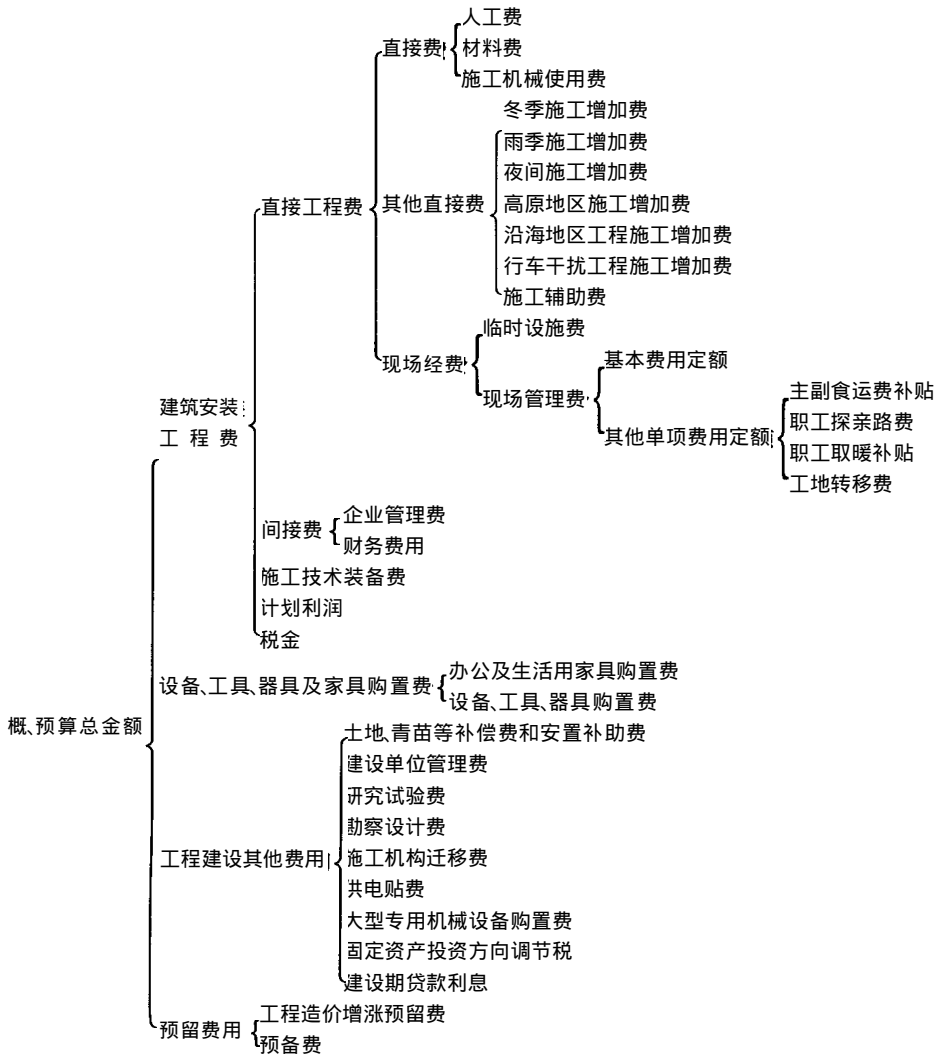 人工费
直接费
材料费
施工机械使用费
冬季施工增加费
雨季施工增加费
夜间施工增加费
直接工程费
其他直接费
高原地区施工增加费
沿海地区工程施工增加费
行车干扰工程施工增加费
施工辅助费
临时设施费
现场经费
基本费用定额
现场管理费
主副食运费补贴
建筑安装
职工探亲路费
工程费
其他单项费用定额
职工取暖补贴
工地转移费
企业管理费
间接费
财务费用
施工技术装备费
计划利润
税金
办公及生活用家具购置费
设备、工具、器具及家具购置费
设备、工具、器具购置费
概、预算总金额
土地、青苗等补偿费和安置补助费
建设单位管理费
研究试验费
勘察设计费
工程建设其他费用
施工机构迁移费
供电贴费
大型专用机械设备购置费
固定资产投资方向调节税
建设期贷款利息
工程造价增涨预留费
预留费用
预备费